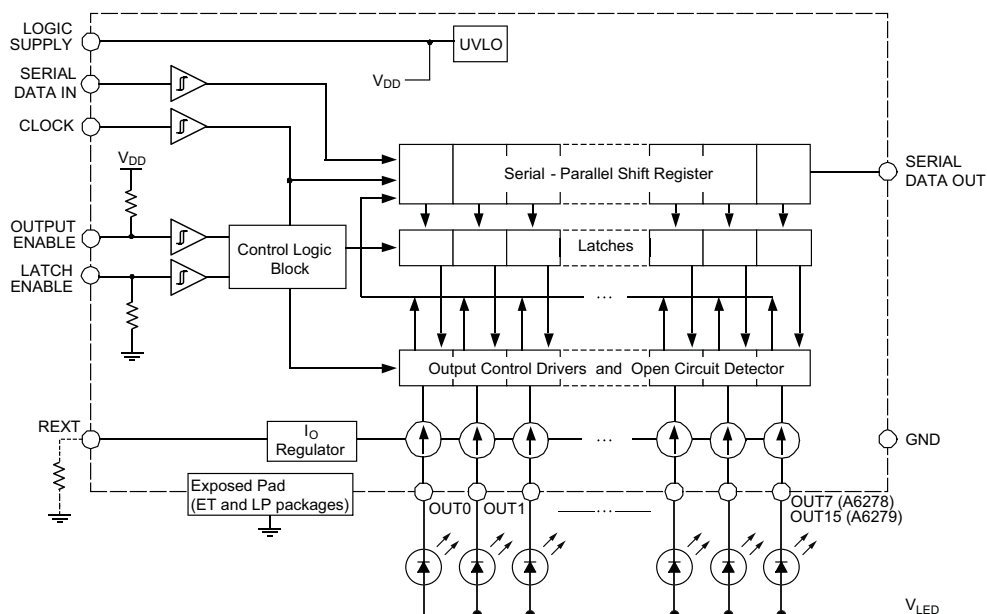 LOGIC
SUPPLY
UVLO
VDD
SERIAL
DATA IN
CLOCK
VDD
Serial - Parallel Shift Register
SERIAL
DATA OUT
OUTPUT
ENABLE
Control Logic
Block
Latches
LATCH
ENABLE
...
Output Control Drivers and Open Circuit Detector
REXT
IO
Regulator
...
GND
Exposed Pad
(ET and LP packages)
OUT0
OUT1
...
OUT7 (A6278)
OUT15 (A6279)
VLED